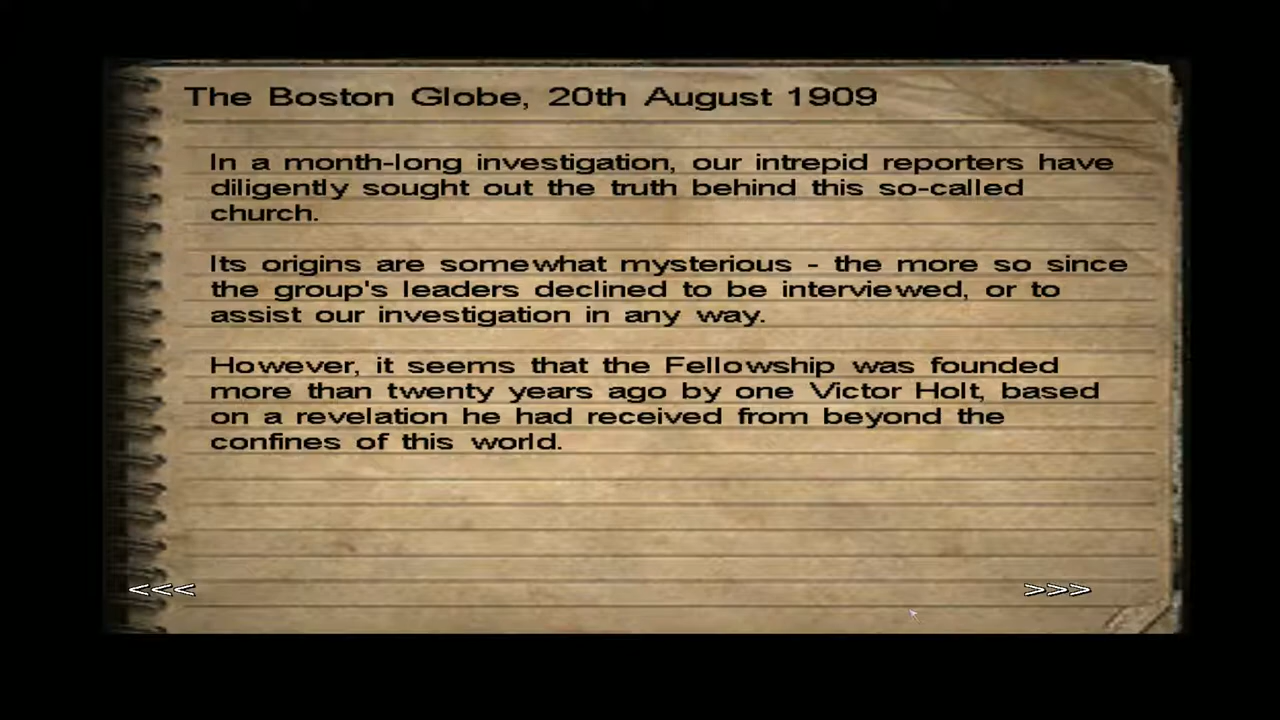 The Boston Globe, 20th August 1909
In a month-long investigation, our intrepid reporters have
diligently sought out the truth behind this so-called
church.
Its origins are somewhat mysterious - the more so since
the group's leaders declined to be interviewed, or to
assist our investigation in any way.
However, it seems that the Fellowship was founded
more than twenty years ago by one Victor Holt, based
on a revelation he had received from beyond the
confines of this world.
<<< >>>